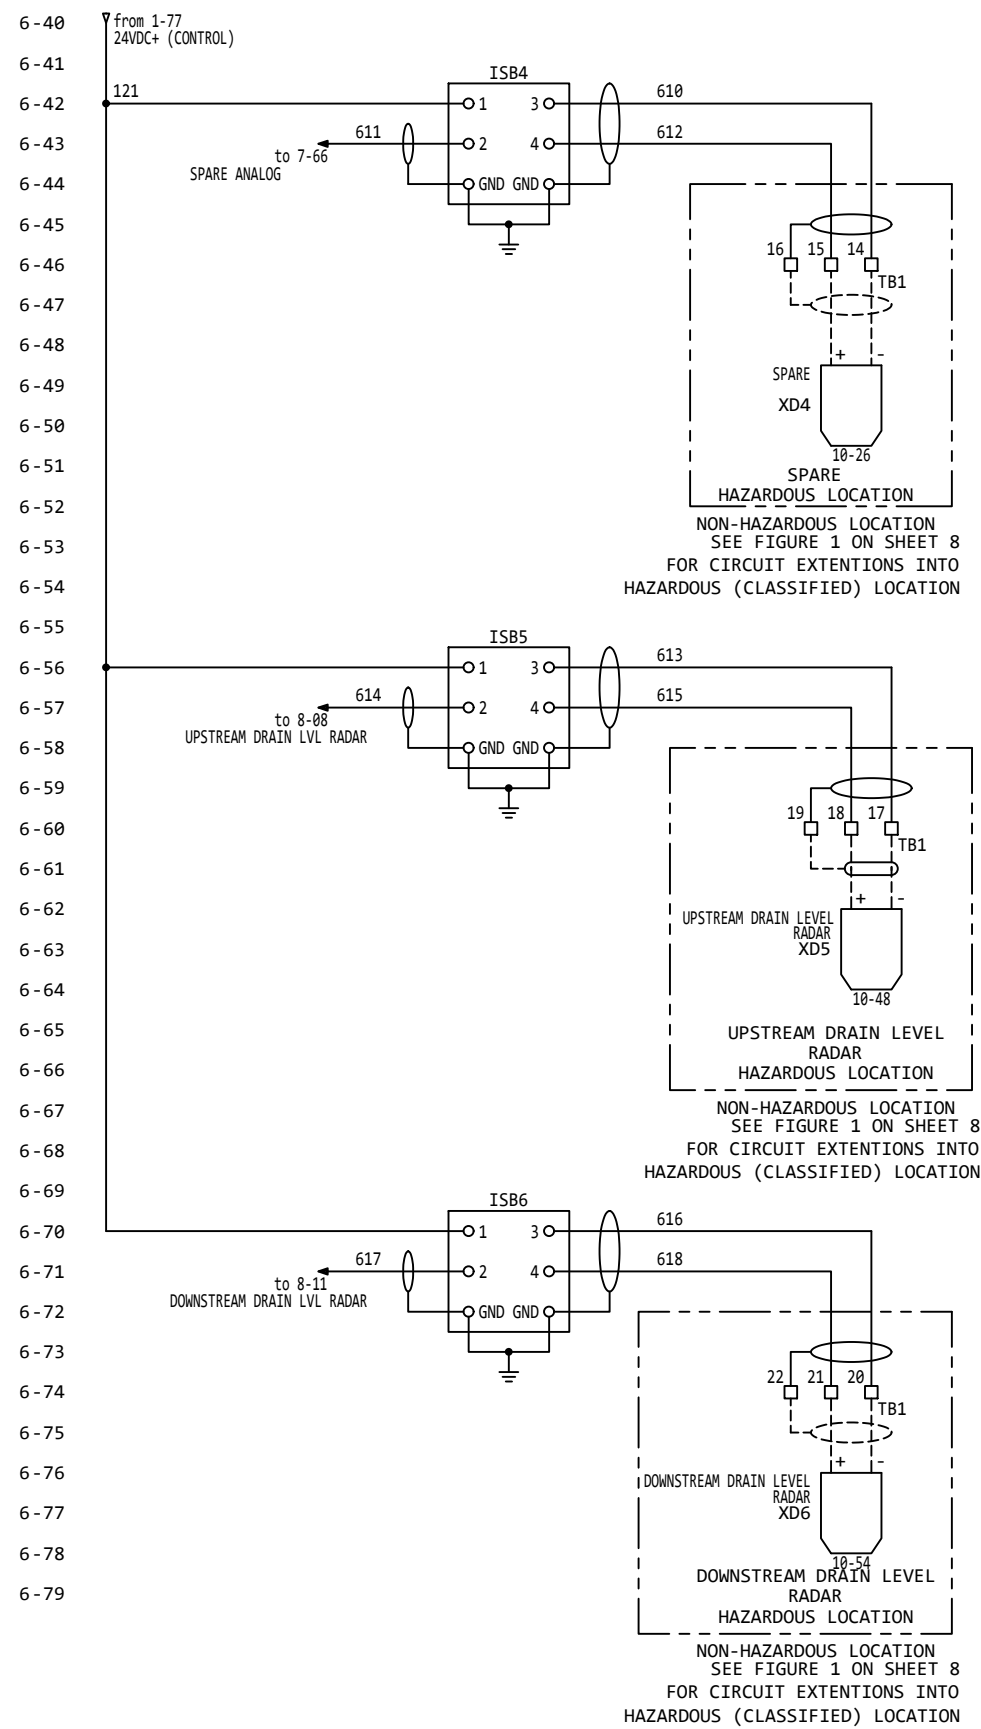 6-40
from 1-77
24VDC+ (CONTROL)
6-41
ISB4
6-42
121
1 3
610
6-43
611
2 4
612
to 7-66
SPARE ANALOG
6-44
GND GND
6-45
6-46
16 15 14
TB1
6-47
6-48
+ -
6-49
SPARE
XD4
6-50
10-26
6-51
SPARE
6-52
HAZARDOUS LOCATION
NON-HAZARDOUS LOCATION
6-53
SEE FIGURE 1 ON SHEET 8
FOR CIRCUIT EXTENTIONS INTO
6-54
HAZARDOUS (CLASSIFIED) LOCATION
6-55
ISB5
6-56
1 3
613
6-57
614
2 4
615
to 8-08
UPSTREAM DRAIN LVL RADAR
6-58
GND GND
6-59
6-60
19 18 17
TB1
6-61
6-62
+ -
UPSTREAM DRAIN LEVEL
RADAR
6-63
XD5
6-64
10-48
6-65
UPSTREAM DRAIN LEVEL
RADAR
6-66
HAZARDOUS LOCATION
6-67
NON-HAZARDOUS LOCATION
SEE FIGURE 1 ON SHEET 8
6-68
FOR CIRCUIT EXTENTIONS INTO
HAZARDOUS (CLASSIFIED) LOCATION
6-69
ISB6
6-70
1 3
616
6-71
617
2 4
618
to 8-11
DOWNSTREAM DRAIN LVL RADAR
6-72
GND GND
6-73
6-74
22 21 20
TB1
6-75
6-76
+ -
DOWNSTREAM DRAIN LEVEL
RADAR
6-77
XD6
6-78
10-54
DOWNSTREAM DRAIN LEVEL
6-79
RADAR
HAZARDOUS LOCATION
NON-HAZARDOUS LOCATION
SEE FIGURE 1 ON SHEET 8
FOR CIRCUIT EXTENTIONS INTO
HAZARDOUS (CLASSIFIED) LOCATION